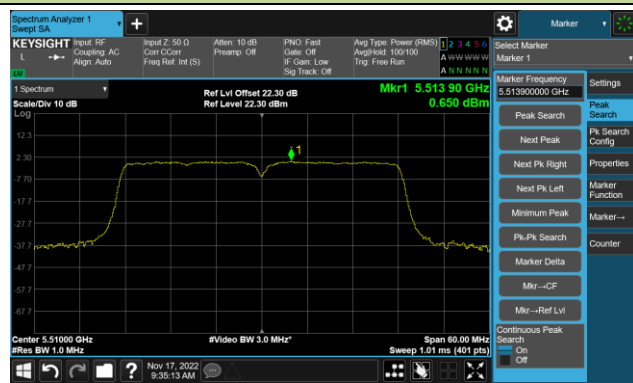 Spectrum Analyzer 1
Swept SA
+
Marker
KEYSIGHT
L
Input: RF
Coupling: AC
Align: Auto
Input Z: 50 Ω
Corr CCorr
Freq Ref: Int (S)
Atten: 10 dB
Preamp: Off
PNO: Fast
Gate: Off
IF Gain: Low
Sig Track: Off
Avg Type: Power (RMS)
Avg|Hold: 100/100
Trig: Free Run
1 2 3 4 5 6
A W W W W W
A N N N N N
Select Marker
Marker 1
1 Spectrum
Scale/Div 10 dB
Log
Ref Lvl Offset 22.30 dB
Ref Level 22.30 dBm
Mkr1 5.513 90 GHz
0.650 dBm
12.3
2.30
-7.70
-17.7
-27.7
-37.7
-47.7
-57.7
-67.7
1
Center 5.51000 GHz
#Res BW 1.0 MHz
#Video BW 3.0 MHz*
Span 60.00 MHz
Sweep 1.01 ms (401 pts)
Marker Frequency
5.513900000 GHz
Peak Search
Next Peak
Next Pk Right
Next Pk Left
Minimum Peak
Pk-Pk Search
Marker Delta
Mkr→CF
Mkr→Ref Lvl
Continuous Peak
Search
On
Off
Settings
Peak
Search
Pk Search
Config
Properties
Marker
Function
Marker→
Counter
?
Nov 17, 2022
9:35:13 AM